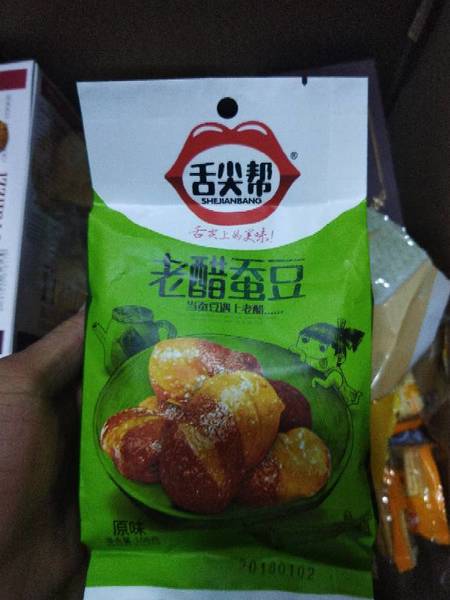 舌尖帮
®
SHEJIANBANG
舌尖上的美味!
老醋蚕豆
当蚕豆遇上老醋......
原味
20180102